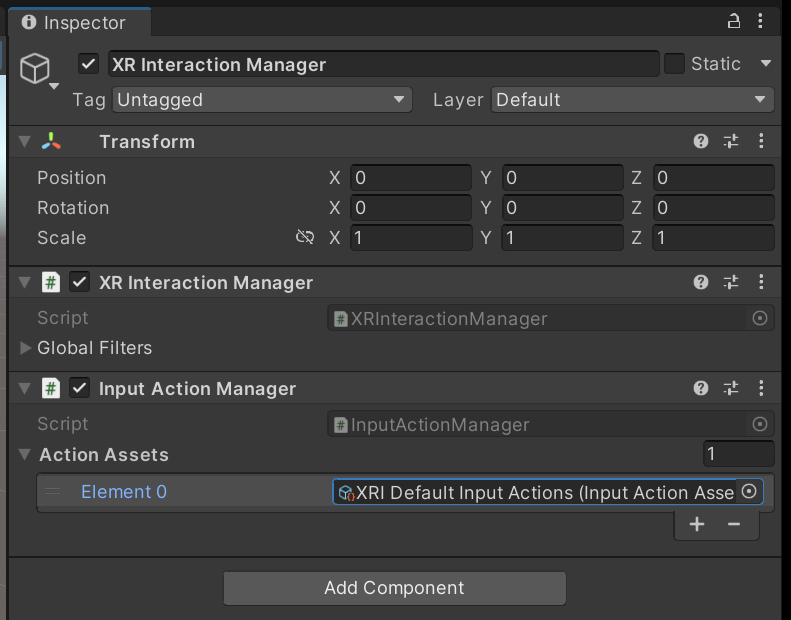 Inspector
XR Interaction Manager Static
Tag Untagged Layer Default
Transform
Position X 0 Y 0 Z 0
Rotation X 0 Y 0 Z 0
Scale X 1 Y 1 Z 1
# XR Interaction Manager
Script # XRInteractionManager
Global Filters
# Input Action Manager
Script # InputActionManager
Action Assets 1
Element 0 XRI Default Input Actions (Input Action Asse
+ −
Add Component